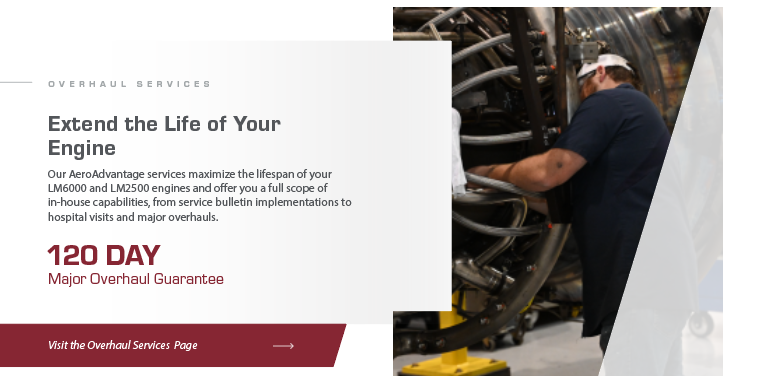 OVERHAUL SERVICES
Extend the Life of Your
Engine
Our AeroAdvantage services maximize the lifespan of your
LM6000 and LM2500 engines and offer you a full scope of
in-house capabilities, from service bulletin implementations to
hospital visits and major overhauls.
120 DAY
Major Overhaul Guarantee
Visit the Overhaul Services Page